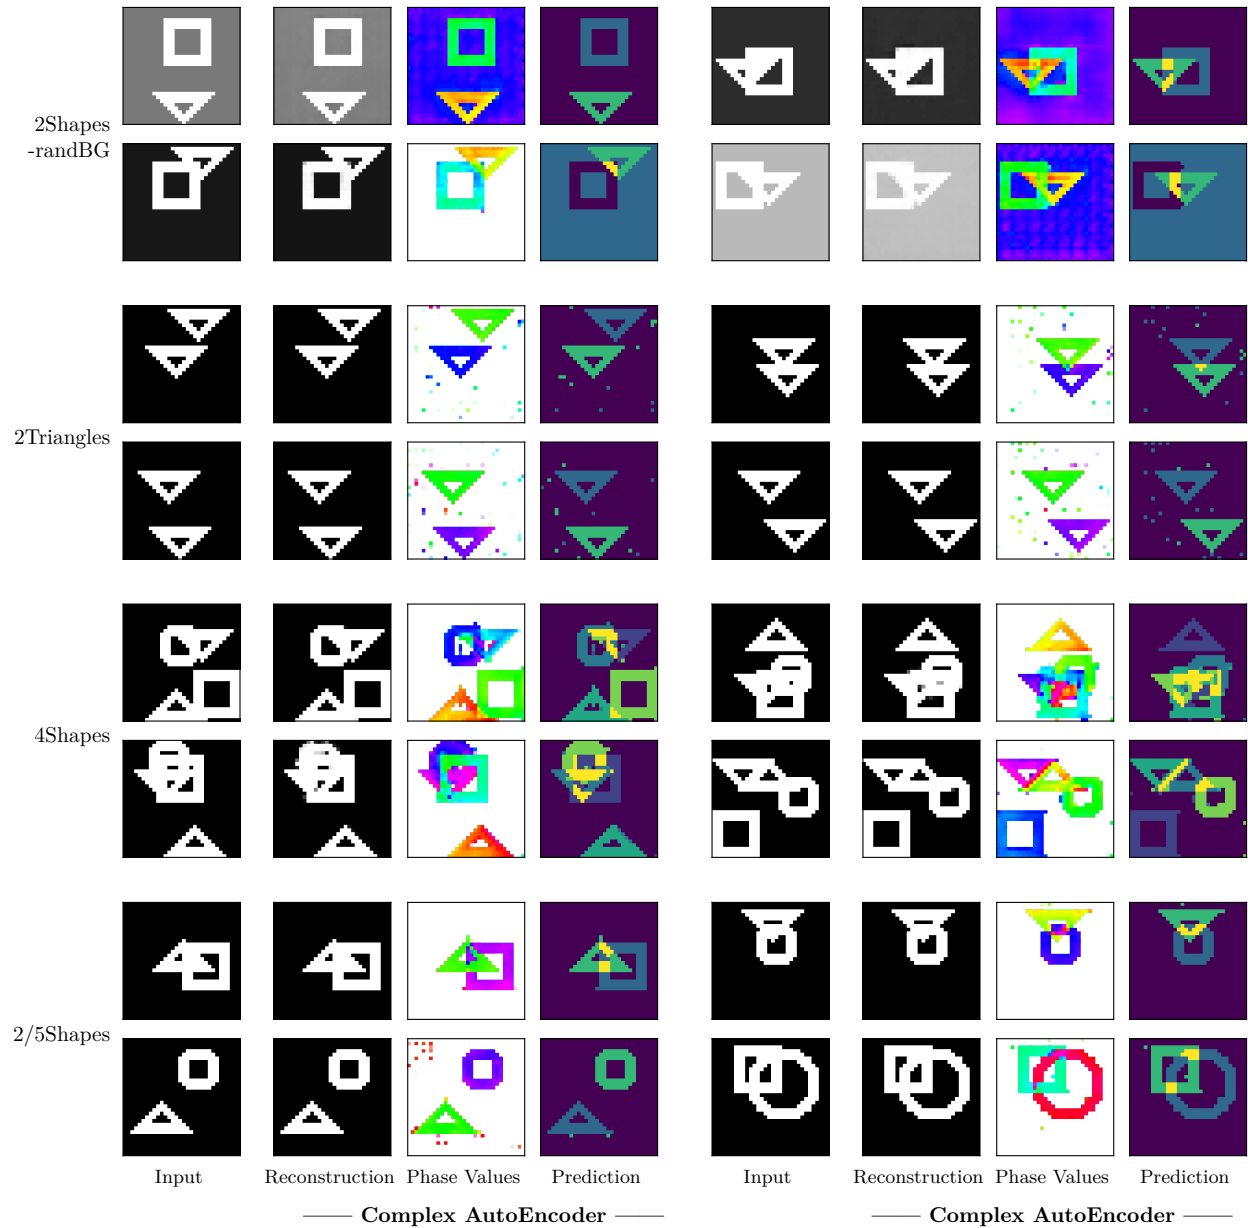 2Shapes
-randBG
2Triangles
4Shapes
2/5Shapes
Input Reconstruction Phase Values Prediction Input Reconstruction Phase Values Prediction
—— Complex AutoEncoder —— —— Complex AutoEncoder ——